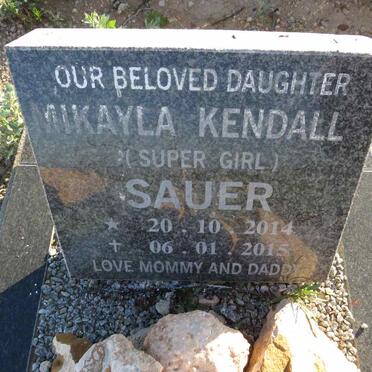 OUR BELOVED DAUGHTER
MIKAYLA KENDALL
( SUPER GIRL )
SAUER
★ 20 . 10 . 2014
+ 06 . 01 . 2015
LOVE MOMMY AND DADDY